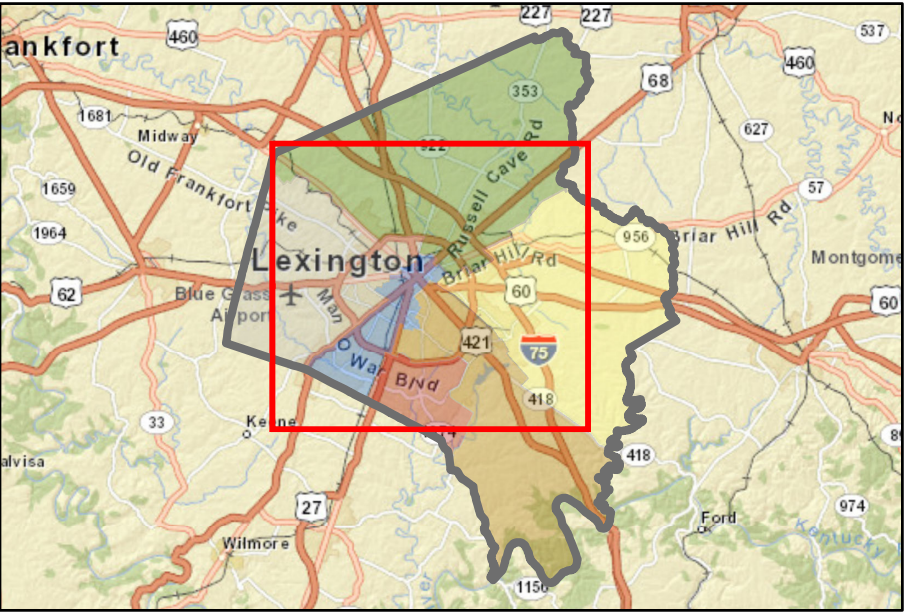 227
227
460
537
ankfort
460
68
353
1681
Midway
627
922
Russell Cave Rd
Old Frankfort Pike
1659
57
1964
956
Briar Hill Rd
Lexington
Briar Hill Rd
Montgome
62
Blue Grass
Airport
Man
60
60
421
75
O War Blvd
418
33
Keene
418
alvisa
27
974
Ford
Kentucky
Wilmore
1156